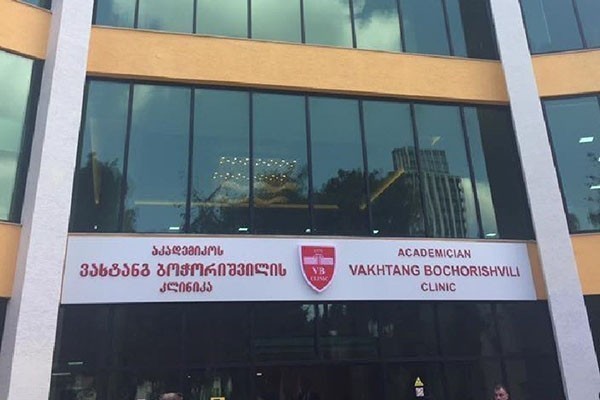 აკადემიკოს
ვახტანგ ბოჭორიშვილის
კლინიკა
VB
CLINIC
ACADEMICIAN
VAKHTANG BOCHORISHVILI
CLINIC